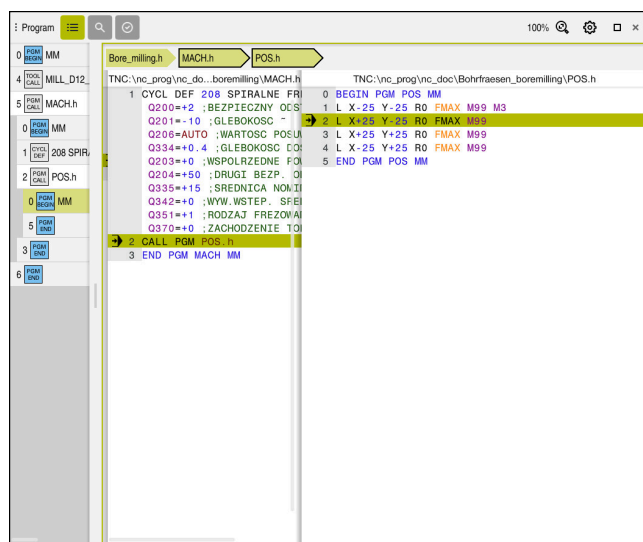 Program
100%
0 PGM BEGIN MM
4 TOOL CALL MILL_D12_
5 PGM CALL MACH.h
0 PGM BEGIN MM
1 CYCL DEF 208 SPIR
2 PGM CALL POS.h
0 PGM BEGIN MM
5 PGM END
3 PGM END
6 PGM END
Bore_milling.h MACH.h POS.h
TNC:\nc_prog\nc_do...boremilling\MACH.h
1 CYCL DEF 208 SPIRALNE FR
Q200=+2 ;BEZPIECZNY ODST
Q201=-10 ;GLEBOKOSC ~
Q206=AUTO ;WARTOSC POSU
Q334=+0.4 ;GLEBOKOSC DOS
Q203=+0 ;WSPOLRZEDNE POW
Q204=+50 ;DRUGI BEZP. O
Q335=+15 ;SREDNICA NOMI
Q342=+0 ;WYW.WSTEP. SRE
Q351=+1 ;RODZAJ FREZOWA
Q370=+0 ;ZACHODZENIE TO
2 CALL PGM POS.h
3 END PGM MACH MM
TNC:\nc_prog\nc_doc\Bohrfraesen_boremilling\POS.h
0 BEGIN PGM POS MM
1 L X-25 Y-25 R0 FMAX M99 M3
2 L X+25 Y-25 R0 FMAX M99
3 L X+25 Y+25 R0 FMAX M99
4 L X-25 Y+25 R0 FMAX M99
5 END PGM POS MM